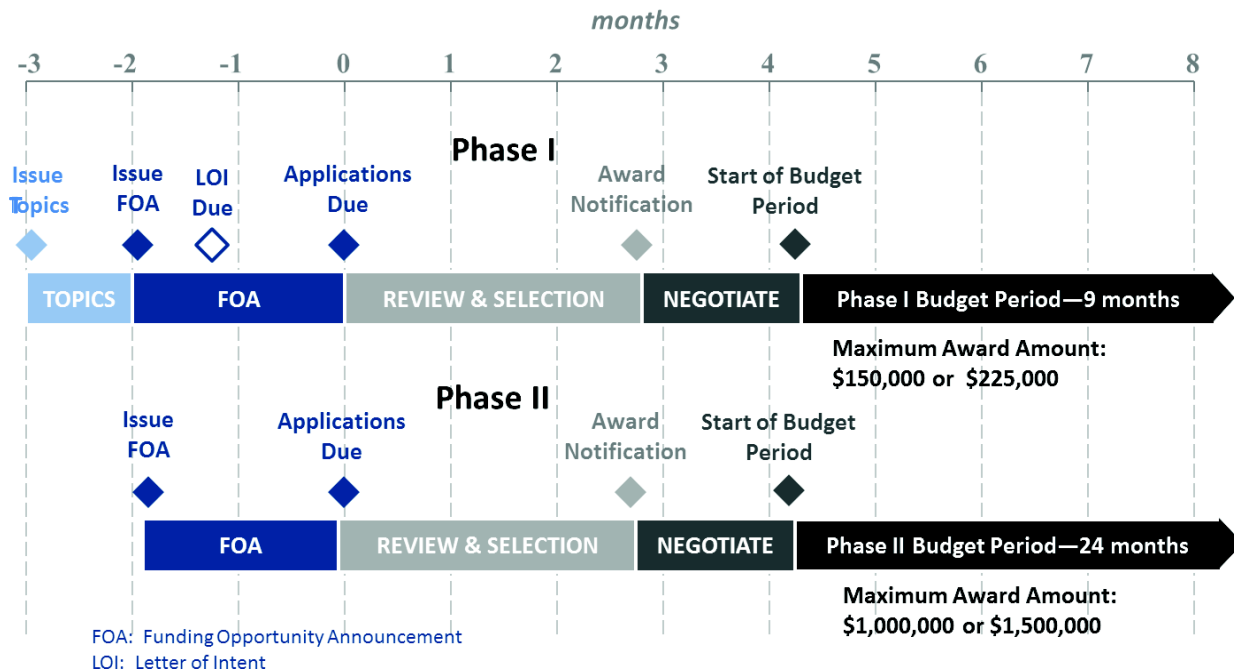 months
-3 -2 -1 0 1 2 3 4 5 6 7 8
Phase I
Issue
Topics
Issue
FOA
LOI
Due
Applications
Due
Award
Notification
Start of Budget
Period
TOPICS
FOA
REVIEW & SELECTION
NEGOTIATE
Phase I Budget Period—9 months
Maximum Award Amount:
$150,000 or $225,000
Phase II
Issue
FOA
Applications
Due
Award
Notification
Start of Budget
Period
FOA
REVIEW & SELECTION
NEGOTIATE
Phase II Budget Period—24 months
Maximum Award Amount:
$1,000,000 or $1,500,000
FOA: Funding Opportunity Announcement
LOI: Letter of Intent